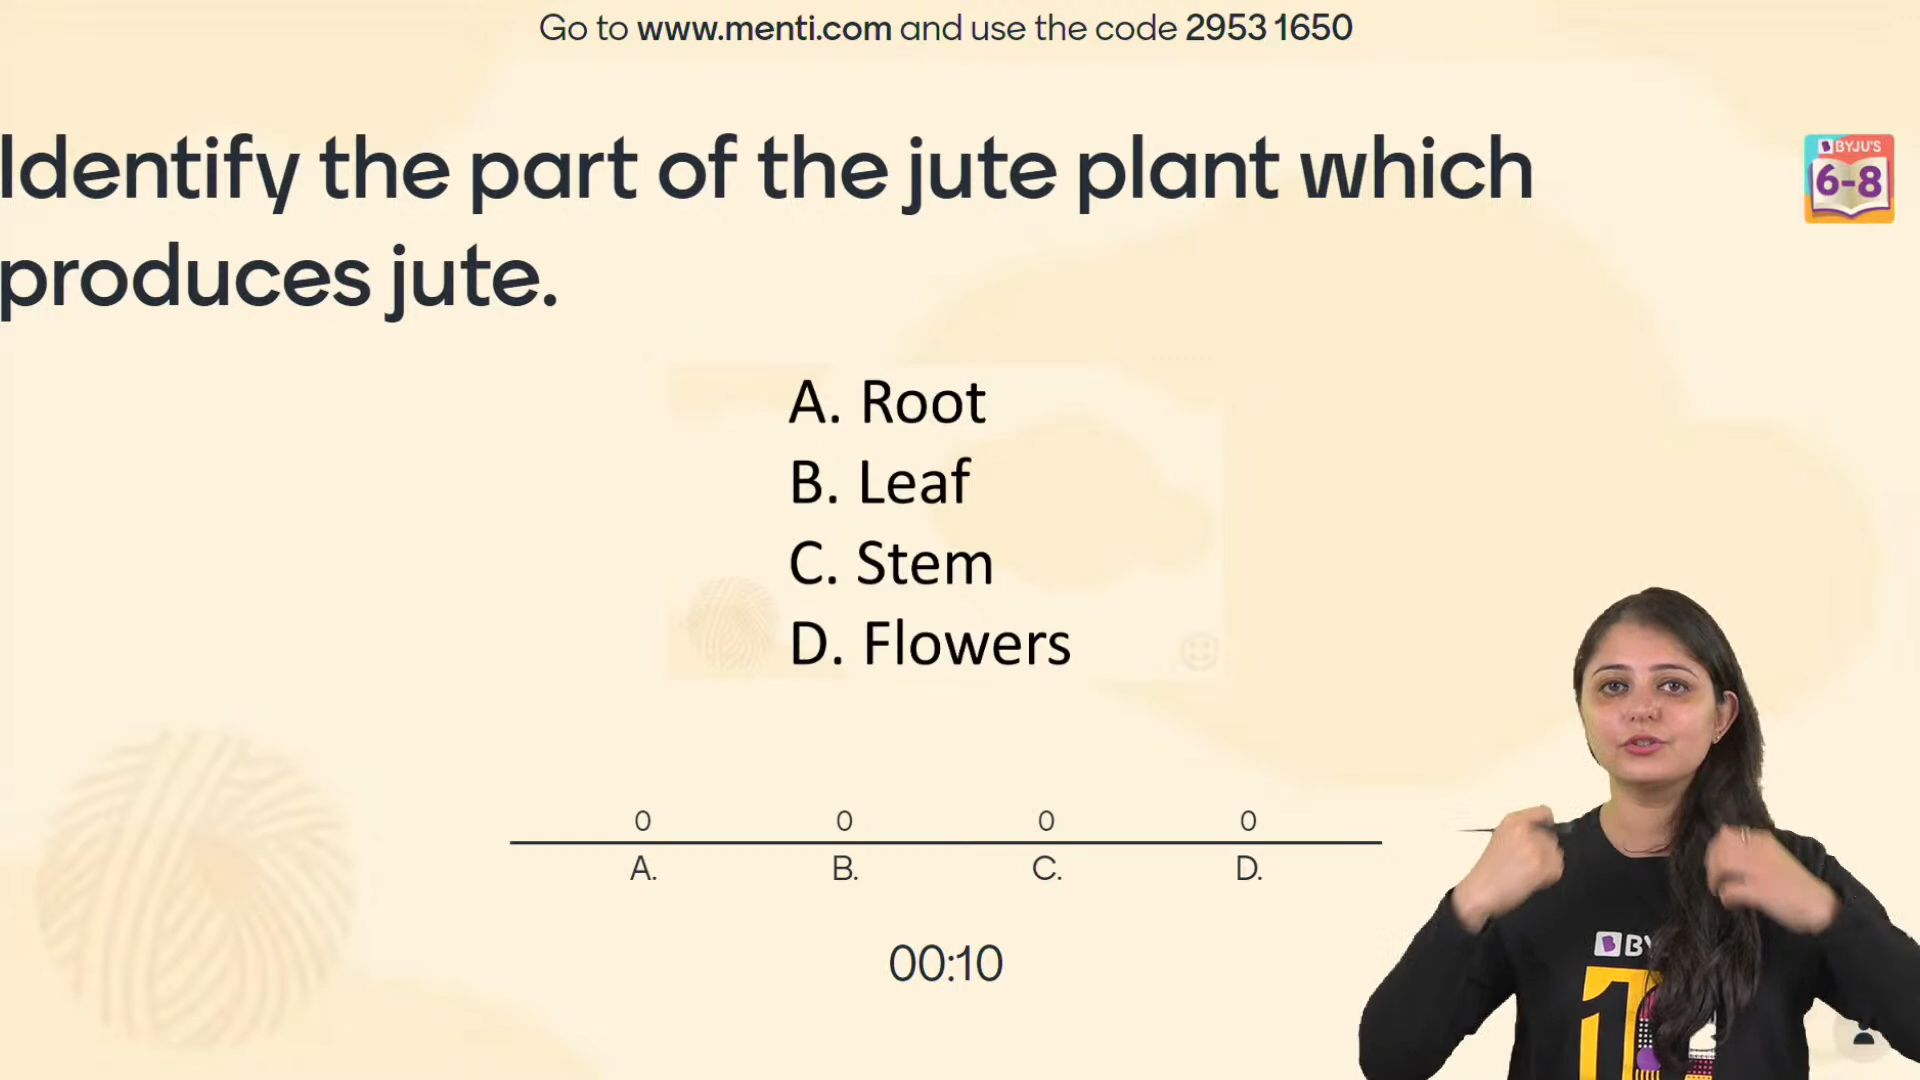 Go to www.menti.com and use the code 2953 1650
Identify the part of the jute plant which
produces jute.
BYJU'S
6-8
A. Root
B. Leaf
C. Stem
D. Flowers
0 0 0 0
A. B. C. D.
00:10